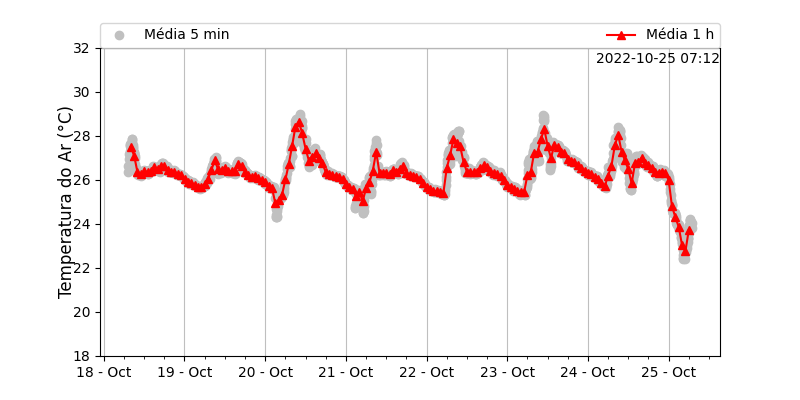 Média 5 min
Média 1 h
2022-10-25 07:12
Temperatura do Ar (°C)
32
30
28
26
24
22
20
18
18 - Oct
19 - Oct
20 - Oct
21 - Oct
22 - Oct
23 - Oct
24 - Oct
25 - Oct